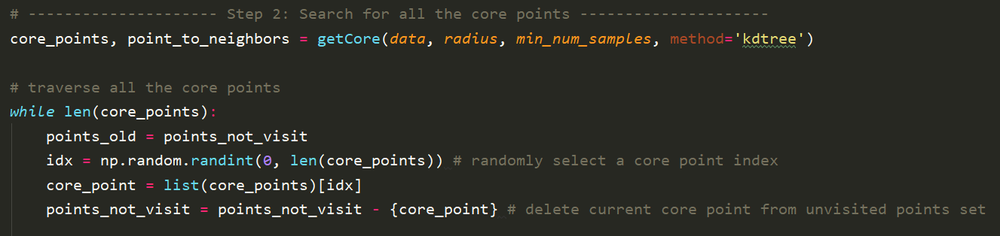 # --------------------- Step 2: Search for all the core points ---------------------
core_points, point_to_neighbors = getCore(data, radius, min_num_samples, method='kdtree')
# traverse all the core points
while len(core_points):
points_old = points_not_visit
idx = np.random.randint(0, len(core_points)) # randomly select a core point index
core_point = list(core_points)[idx]
points_not_visit = points_not_visit - {core_point} # delete current core point from unvisited points set